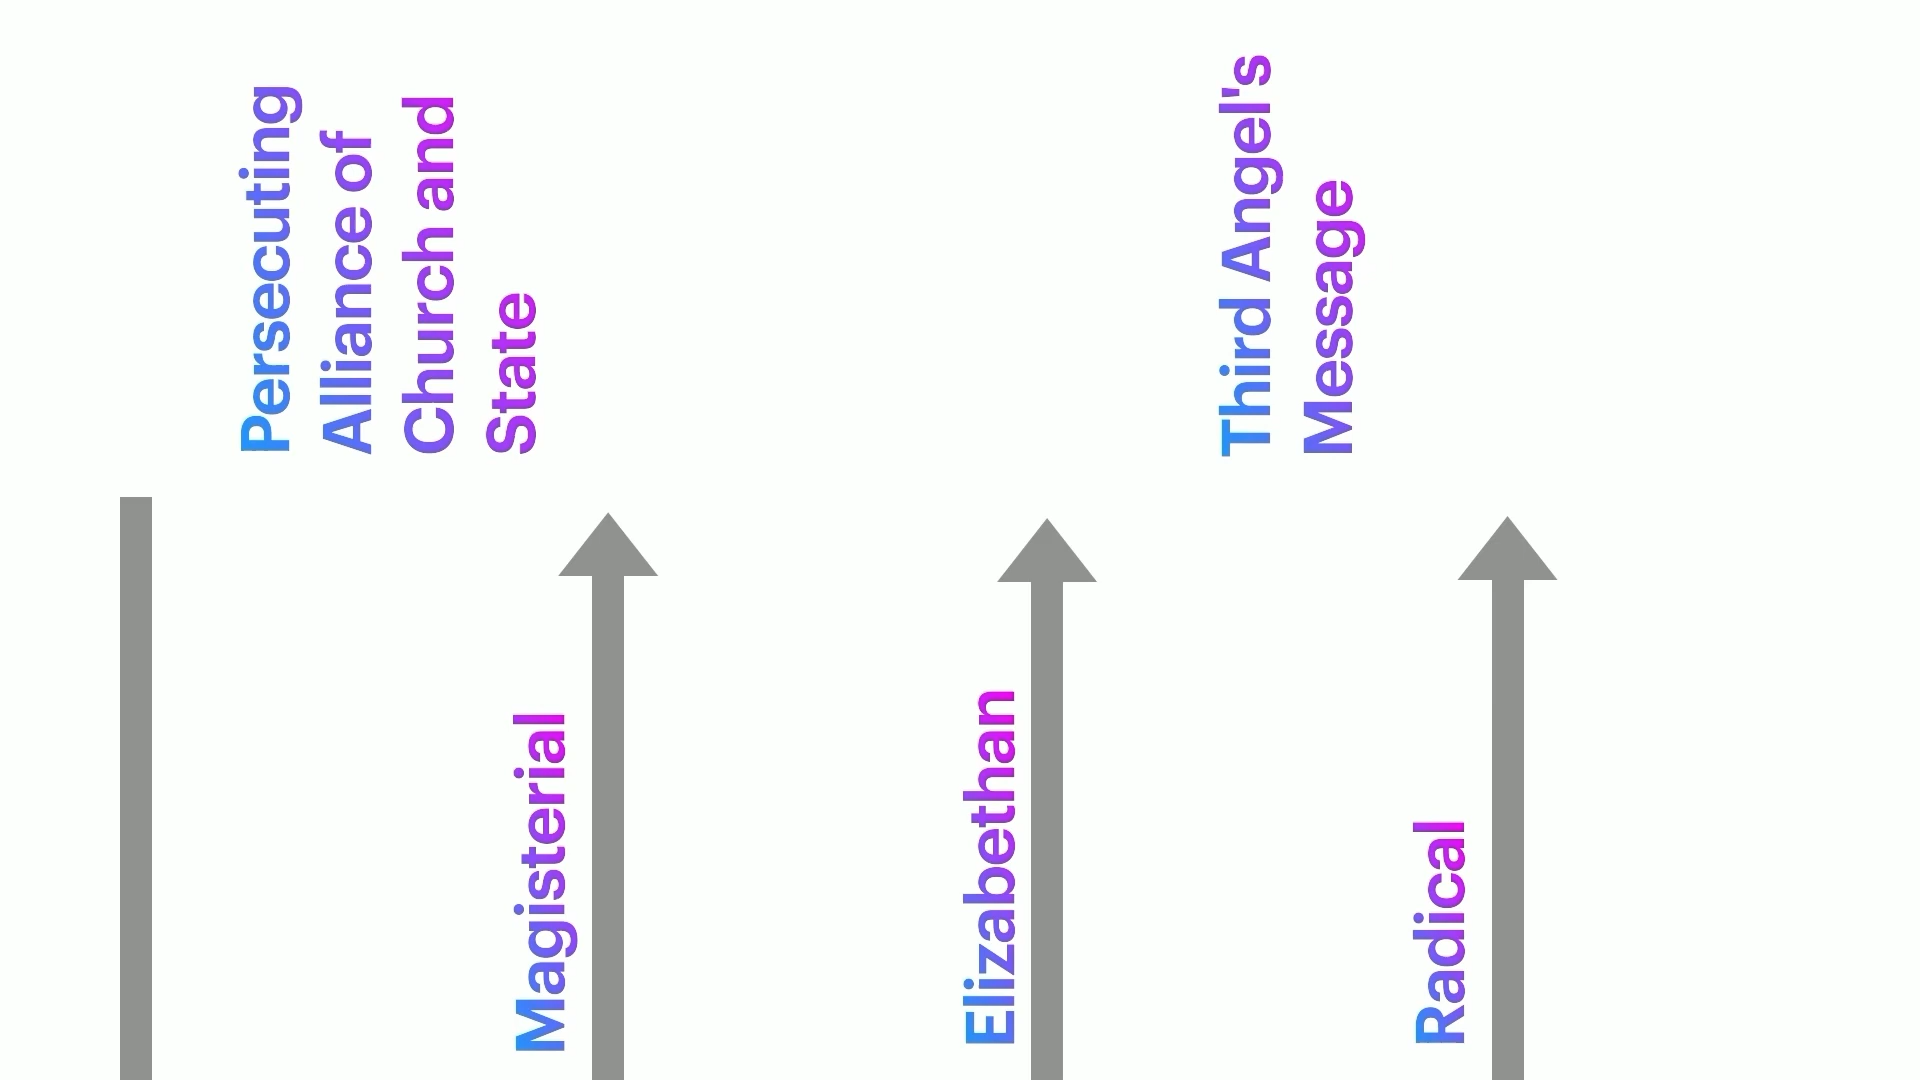 Persecuting
Alliance of
Church and
State
Third Angel's
Message
Magisterial
Elizabethan
Radical